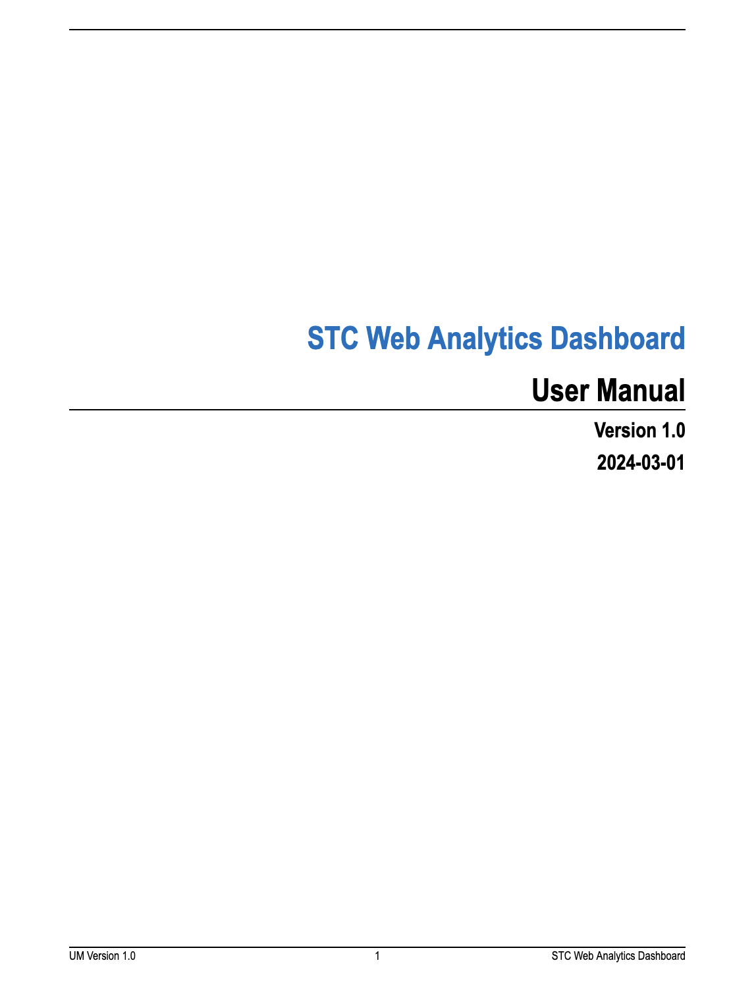 STC Web Analytics Dashboard
User Manual
Version 1.0
2024-03-01
UM Version 1.0 1 STC Web Analytics Dashboard